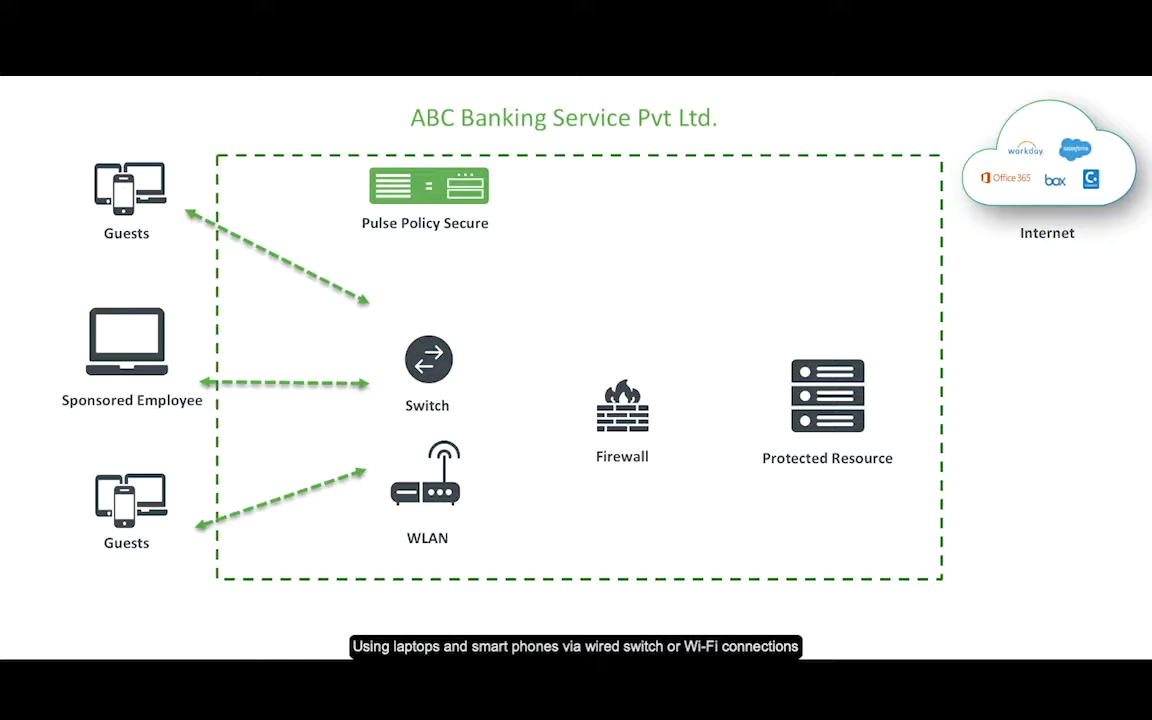 ABC Banking Service Pvt Ltd.
workday.
salesforce
Office 365
box
C.
Guests
Pulse Policy Secure
Internet
Sponsored Employee
Switch
Firewall
Protected Resource
Guests
WLAN
Using laptops and smart phones via wired switch or Wi-Fi connections